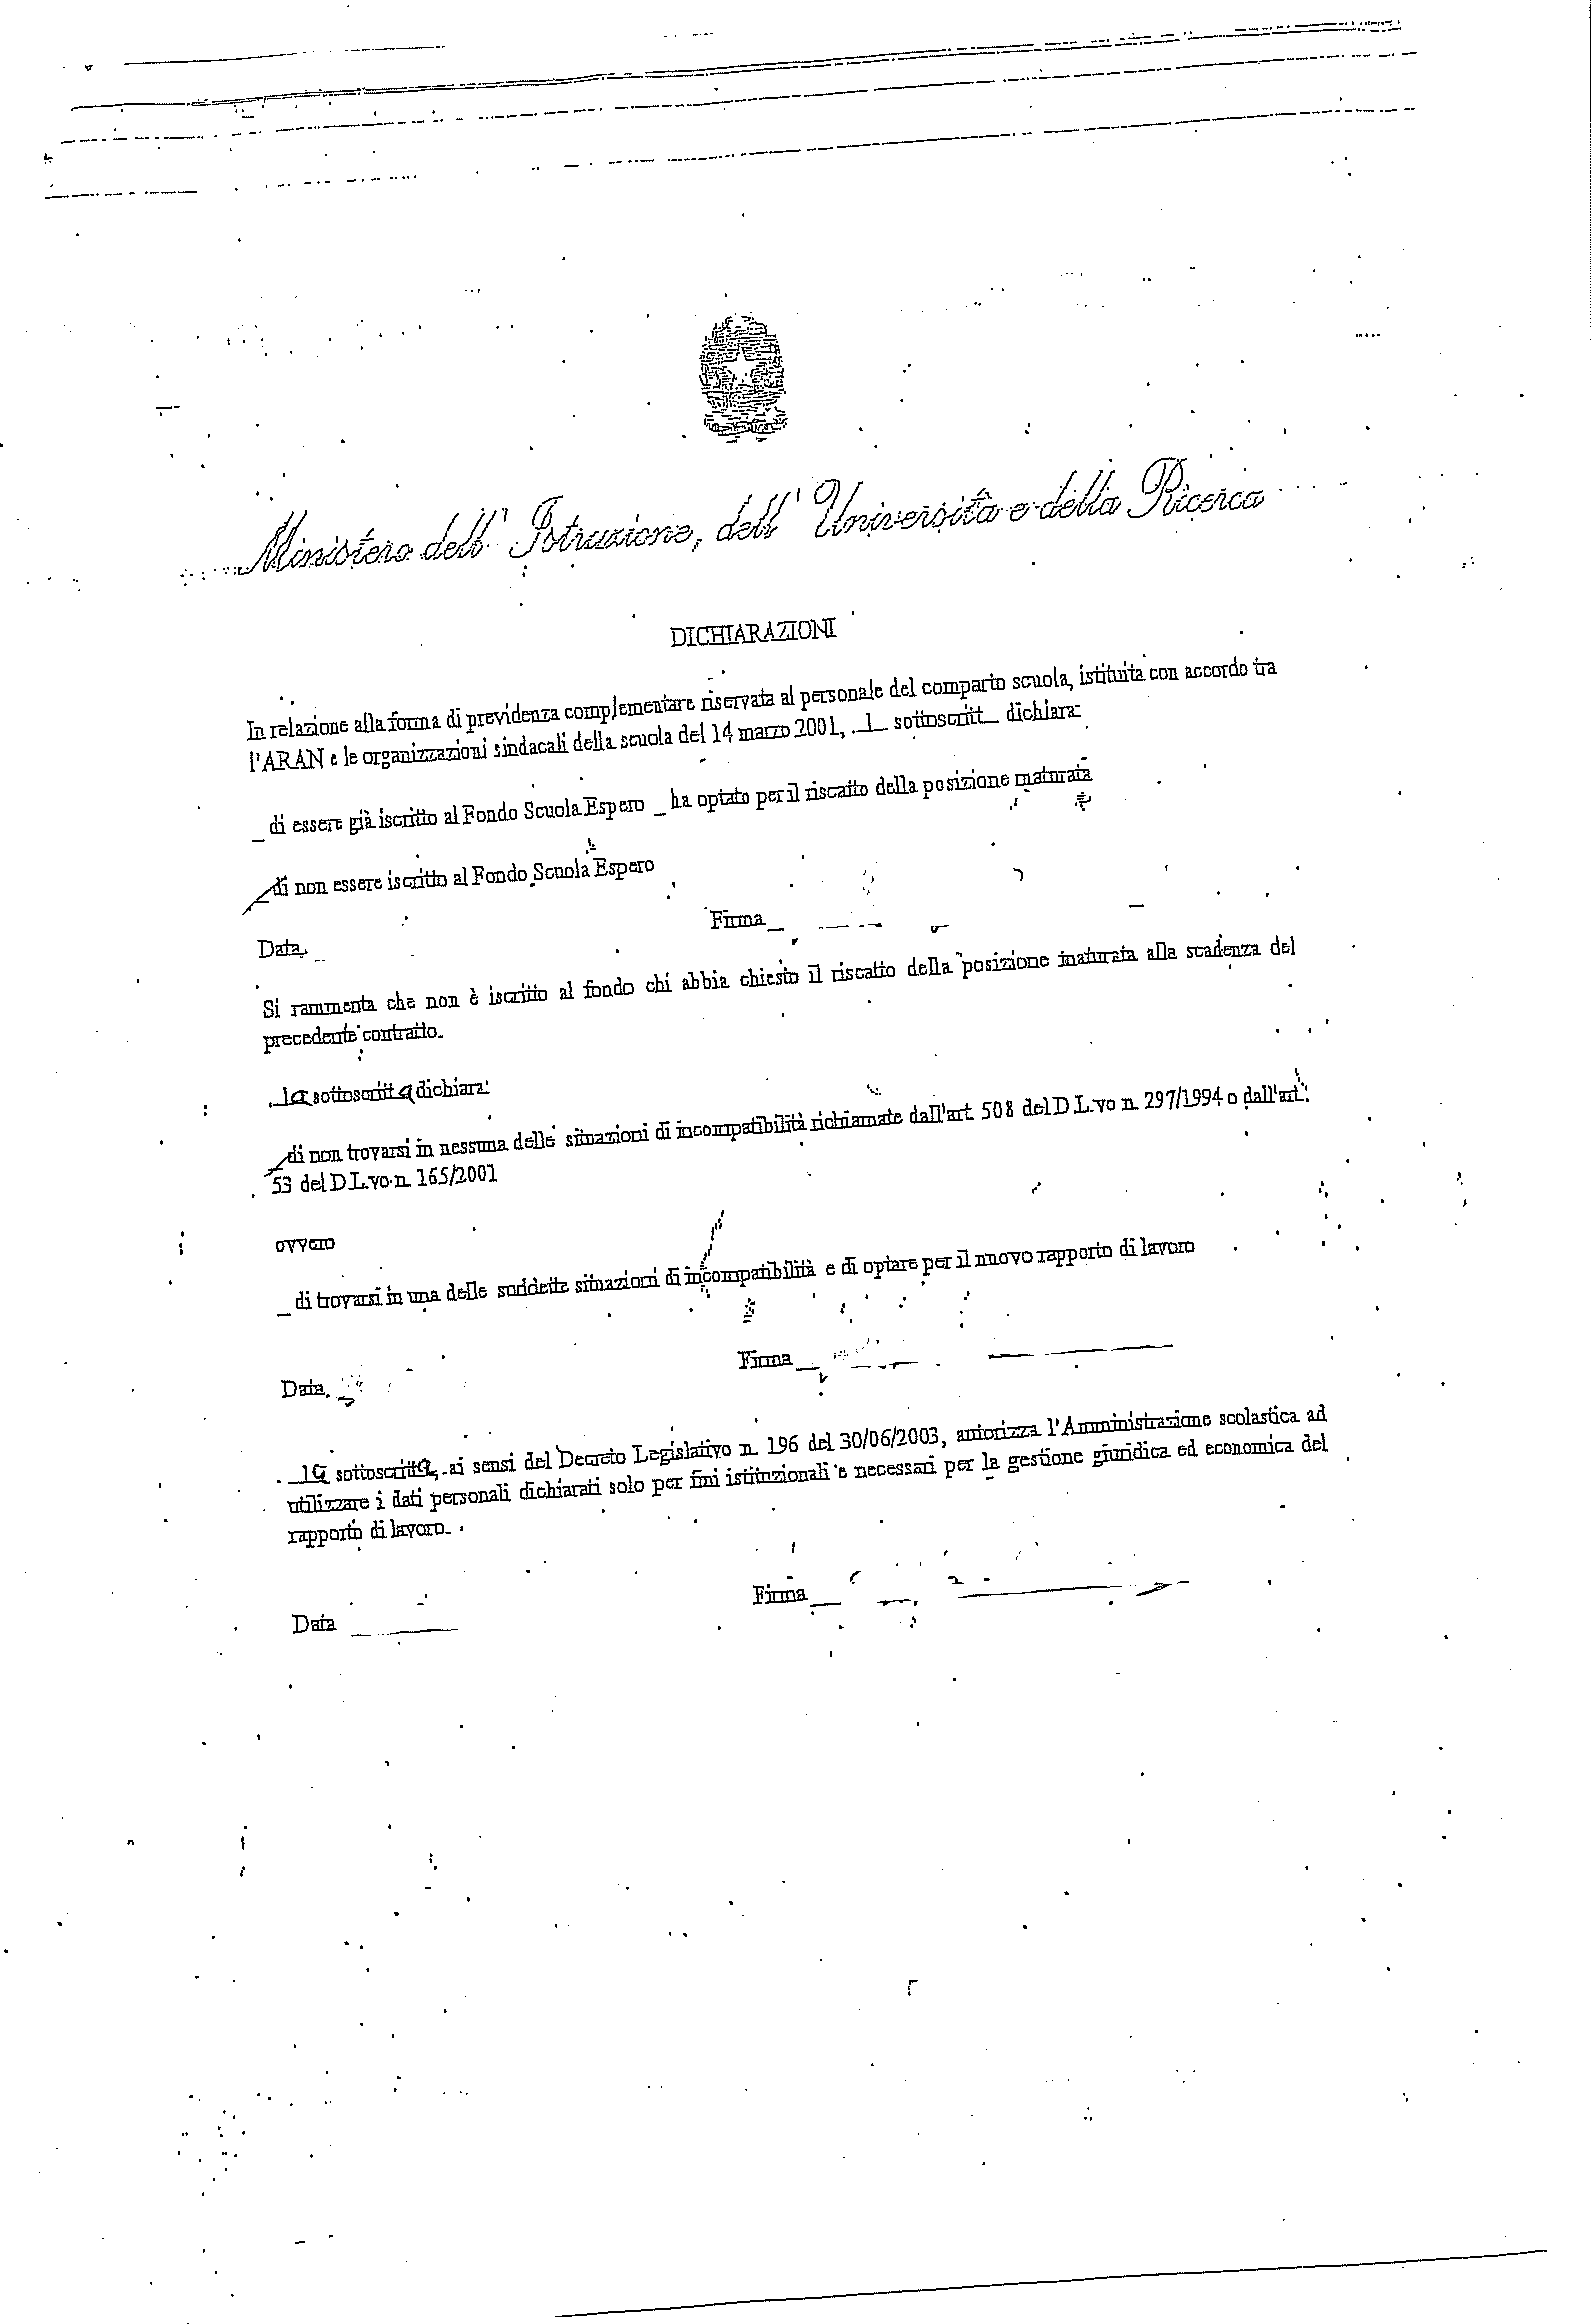 Ministero dell' Istruzione, dell' Università e della Ricerca
DICHIARAZIONI
In relazione alla forma di previdenza complementare riservata al personale del comparto scuola, istituita con accordo tra
l'ARAN e le organizzazioni sindacali della scuola del 14 marzo 2001, _l_ sottoscritt_ dichiara:
_ di essere già iscritto al Fondo Scuola Espero _ ha optato per il riscatto della posizione maturata
_di non essere iscritto al Fondo Scuola Espero
Firma_
Data
Si rammenta che non è iscritto al fondo chi abbia chiesto il riscatto della posizione maturata alla scadenza del
precedente contratto.
_la sottoscritta dichiara:
_di non trovarsi in nessuna delle situazioni di incompatibilità richiamate dall'art. 508 del D.L.vo n. 297/1994 o dall'art.
53 del D.L.vo n. 165/2001
ovvero
_ di trovarsi in una delle suddette situazioni di incompatibilità e di optare per il nuovo rapporto di lavoro
Firma_
Data
_la sottoscritta, ai sensi del Decreto Legislativo n. 196 del 30/06/2003, autorizza l'Amministrazione scolastica ad
utilizzare i dati personali dichiarati solo per fini istituzionali e necessari per la gestione giuridica ed economica del
rapporto di lavoro.
Firma_
Data